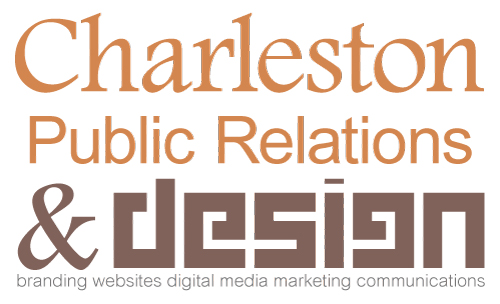 Charleston
Public Relations
& design
branding websites digital media marketing communications